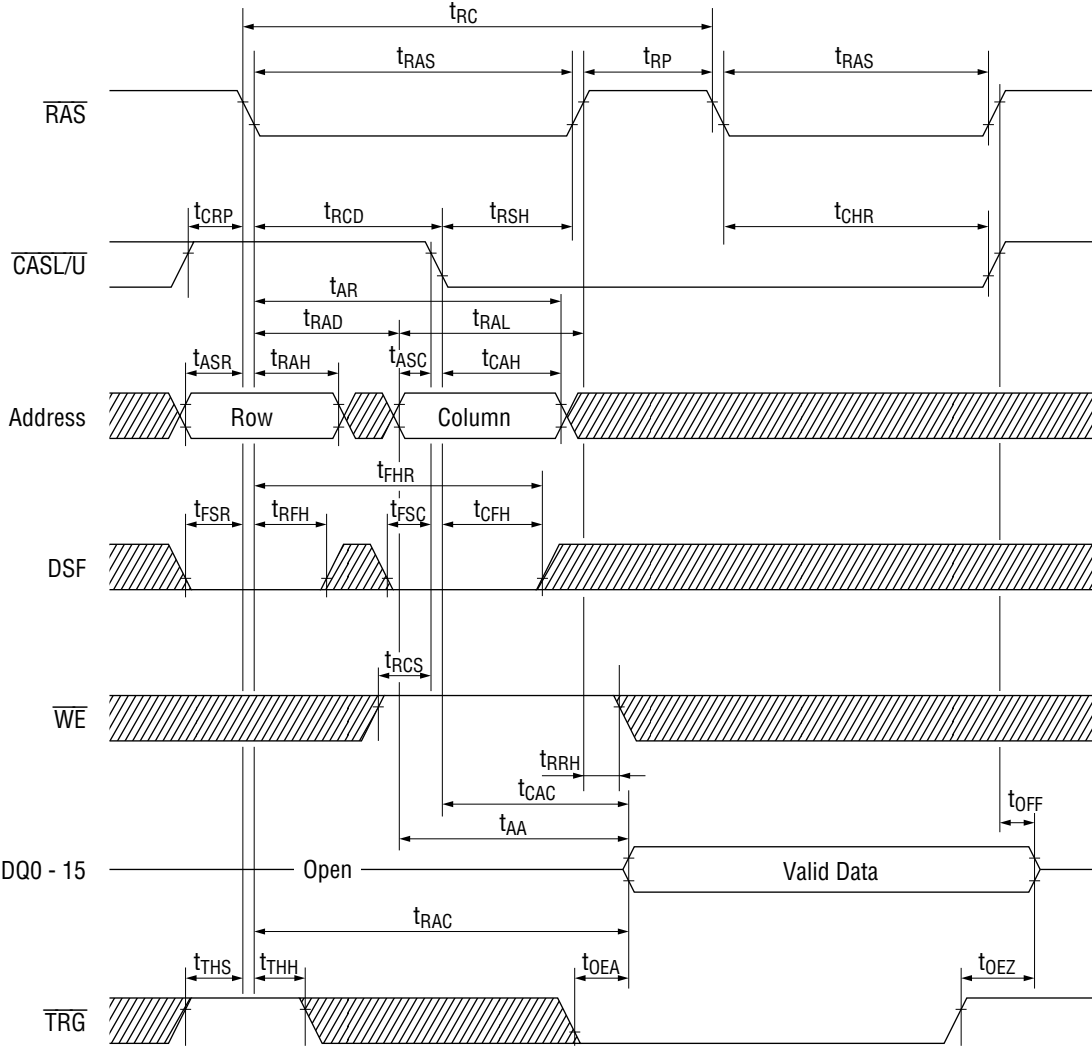 tRC
tRAS tRP tRAS
RAS
tCRP tRCD tRSH tCHR
CASL/U
tAR
tRAD tRAL
tASR tRAH tASC tCAH
Address Row Column
tFHR
tFSR tRFH tFSC tCFH
DSF
tRCS
WE
tRRH
tCAC tOFF
tAA
DQ0 - 15 Open Valid Data
tRAC
tTHS tTHH tOEA tOEZ
TRG